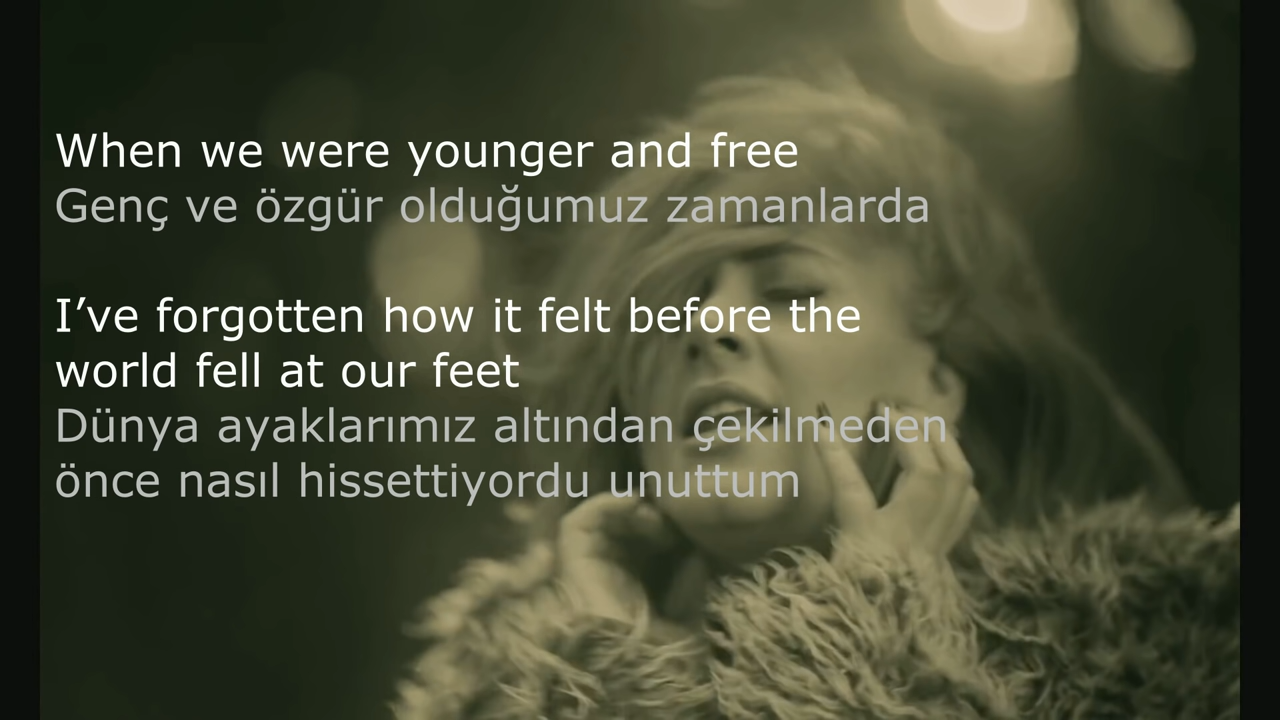 When we were younger and free
Genç ve özgür olduğumuz zamanlarda
I’ve forgotten how it felt before the
world fell at our feet
Dünya ayaklarımız altından çekilmeden
önce nasıl hissettiyordu unuttum